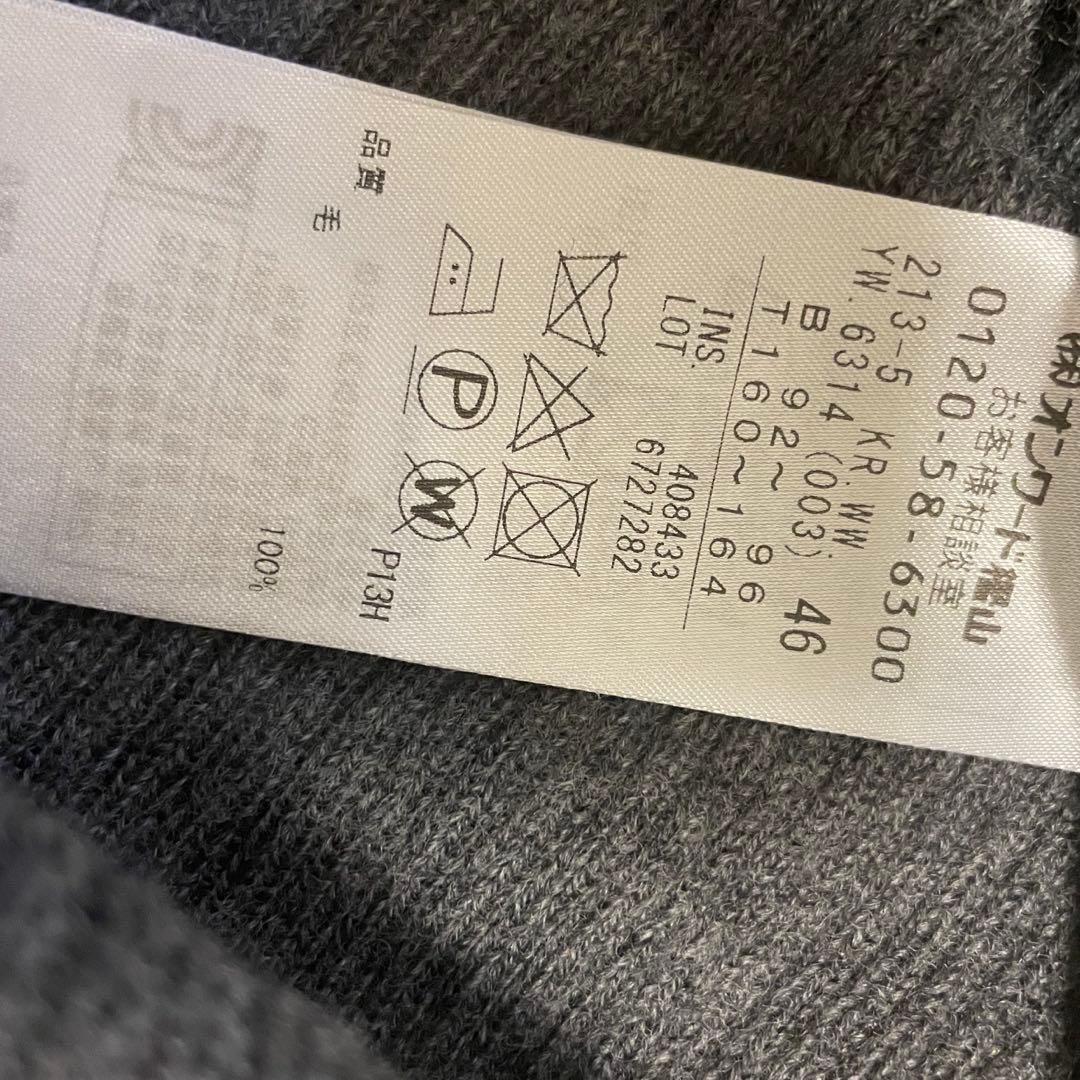 ㈱オンワード樫山
お客様相談室
0120-58-6300
213-5 KR.WW
YW.6314 (003) 46
B 92～ 96
T160～164
INS. 408433
LOT 6727282
P
W
P13H
品質
毛 100%